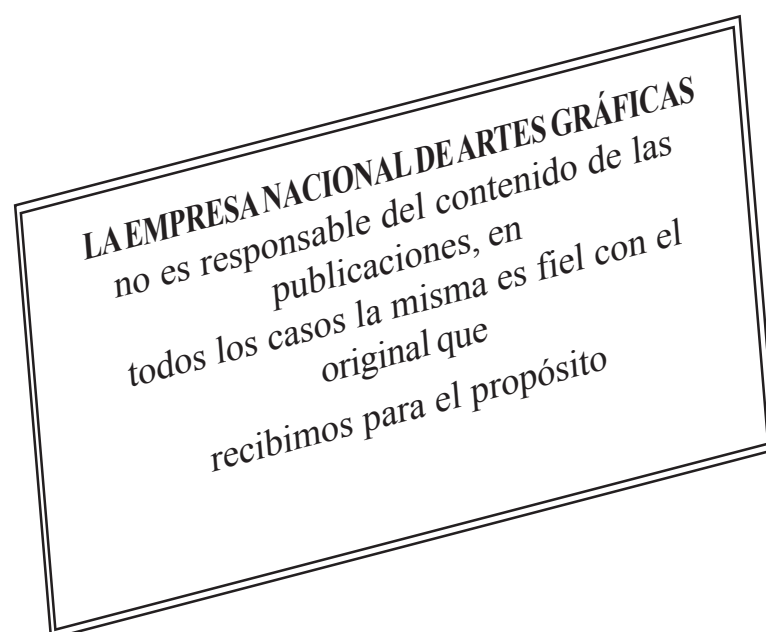 LA EMPRESA NACIONAL DE ARTES GRÁFICAS
no es responsable del contenido de las
publicaciones, en
todos los casos la misma es fiel con el
original que
recibimos para el propósito